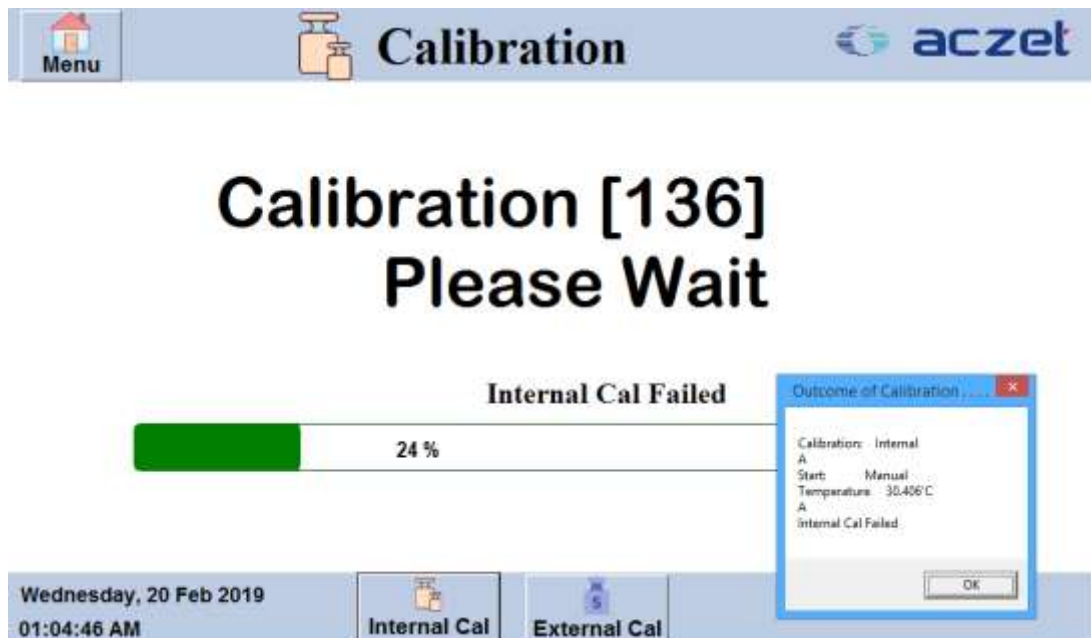 Menu
Calibration
aczet
Calibration [136]
Please Wait
Internal Cal Failed
24 %
Outcome of Calibration . . . .
Calibration: Internal
A
Start: Manual
Temperature 30.406'C
A
Internal Cal Failed
OK
Wednesday, 20 Feb 2019
01:04:46 AM
Internal Cal
S
External Cal